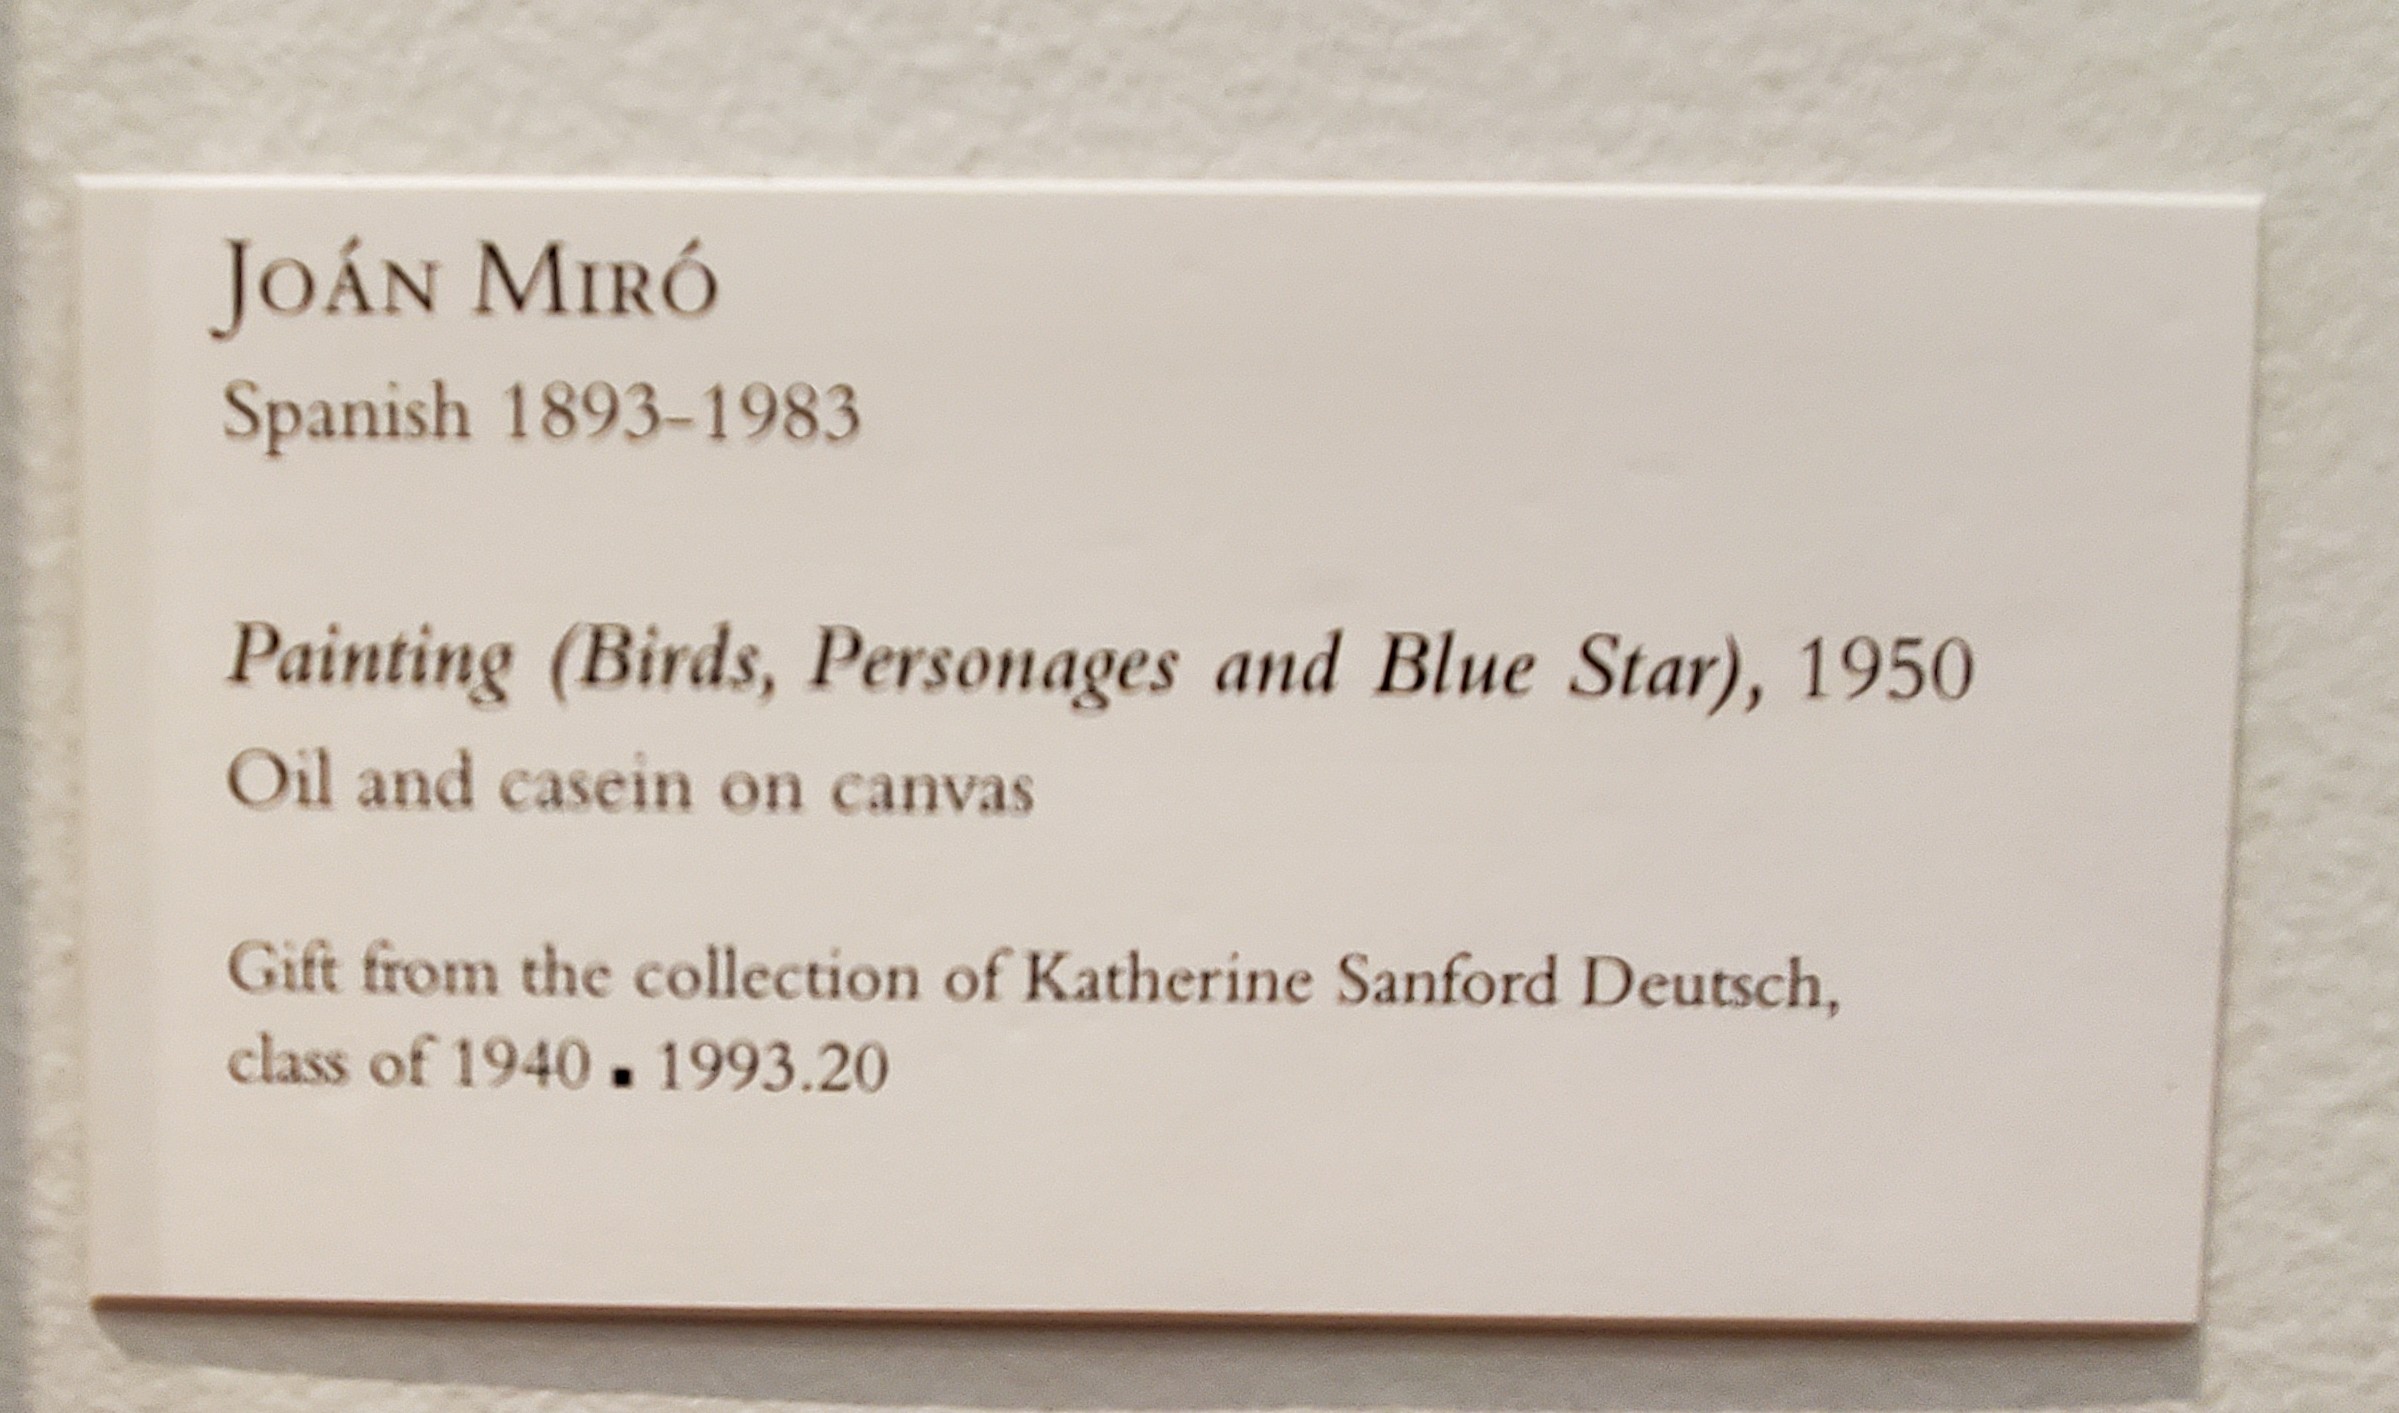 JOÁN MIRÓ
Spanish 1893–1983
Painting (Birds, Personages and Blue Star), 1950
Oil and casein on canvas
Gift from the collection of Katherine Sanford Deutsch,
class of 1940 ▪ 1993.20